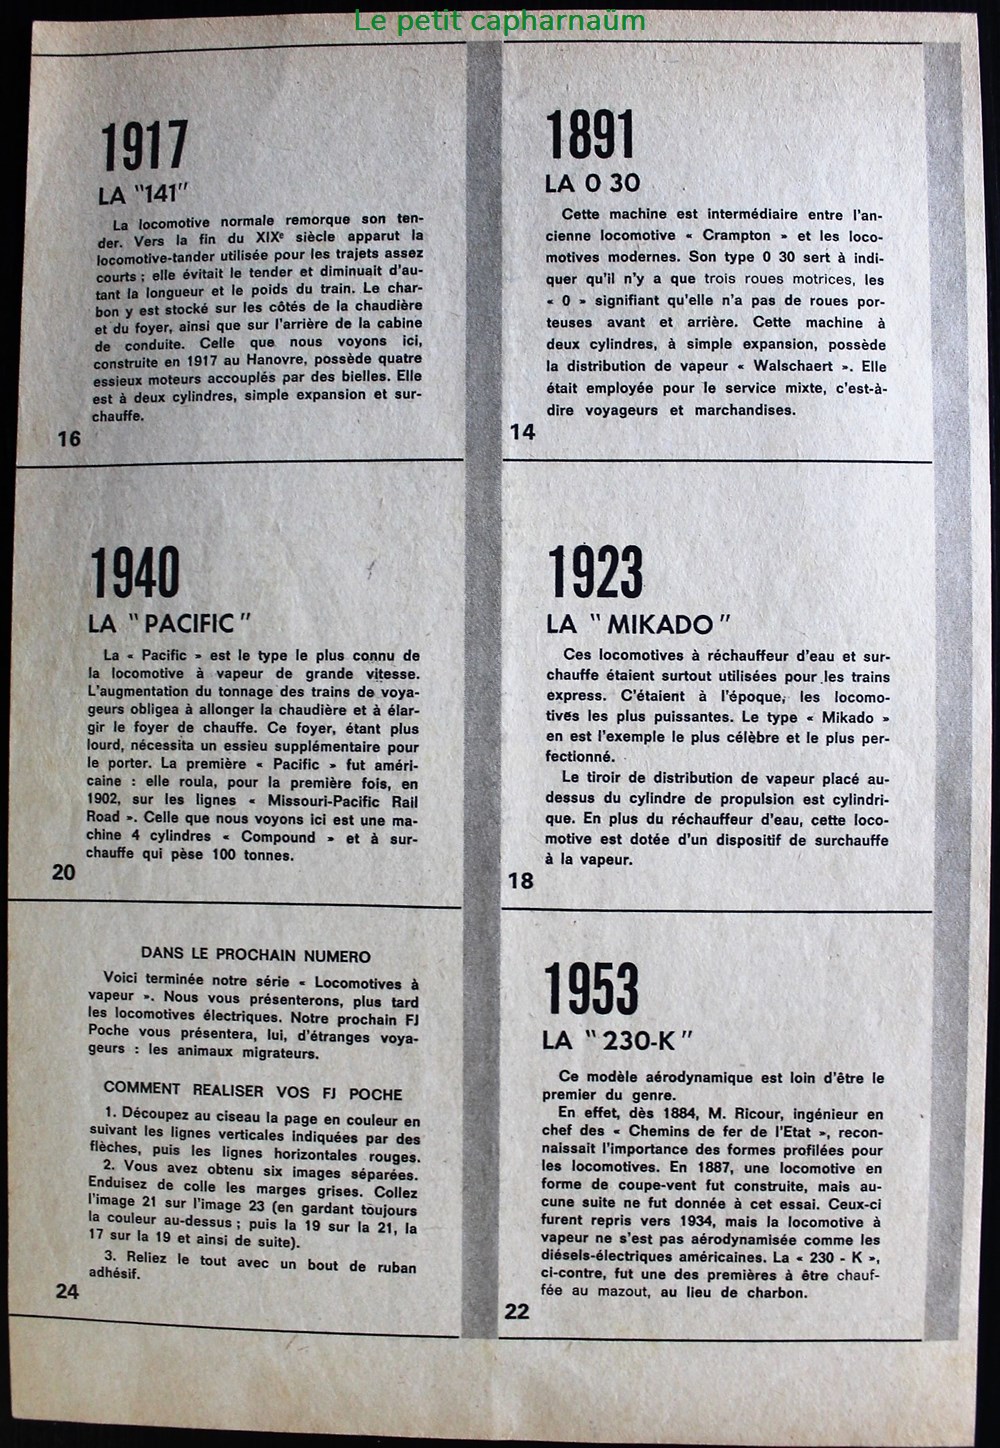 Le petit capharnaüm
1917
LA "141"
La locomotive normale remorque son ten-
der. Vers la fin du XIXe siècle apparut la
locomotive-tander utilisée pour les trajets assez
courts ; elle évitait le tender et diminuait d'au-
tant la longueur et le poids du train. Le char-
bon y est stocké sur les côtés de la chaudière
et du foyer, ainsi que sur l'arrière de la cabine
de conduite. Celle que nous voyons ici,
construite en 1917 au Hanovre, possède quatre
essieux moteurs accouplés par des bielles. Elle
est à deux cylindres, simple expansion et sur-
chauffe.
16
1891
LA O 30
Cette machine est intermédiaire entre l'an-
cienne locomotive « Crampton » et les loco-
motives modernes. Son type 0 30 sert à indi-
quer qu'il n'y a que trois roues motrices, les
« 0 » signifiant qu'elle n'a pas de roues por-
teuses avant et arrière. Cette machine à
deux cylindres, à simple expansion, possède
la distribution de vapeur « Walschaert ». Elle
était employée pour le service mixte, c'est-à-
dire voyageurs et marchandises.
14
1940
LA "PACIFIC"
La « Pacific » est le type le plus connu de
la locomotive à vapeur de grande vitesse.
L'augmentation du tonnage des trains de voya-
geurs obligea à allonger la chaudière et à élar-
gir le foyer de chauffe. Ce foyer, étant plus
lourd, nécessita un essieu supplémentaire pour
le porter. La première « Pacific » fut améri-
caine : elle roula, pour la première fois, en
1902, sur les lignes « Missouri-Pacific Rail
Road ». Celle que nous voyons ici est une ma-
chine 4 cylindres « Compound » et à sur-
chauffe qui pèse 100 tonnes.
20
1923
LA "MIKADO"
Ces locomotives à réchauffeur d'eau et sur-
chauffe étaient surtout utilisées pour les trains
express. C'étaient à l'époque, les locomo-
tives les plus puissantes. Le type « Mikado »
en est l'exemple le plus célèbre et le plus per-
fectionné.
Le tiroir de distribution de vapeur placé au-
dessus du cylindre de propulsion est cylindri-
que. En plus du réchauffeur d'eau, cette loco-
motive est dotée d'un dispositif de surchauffe
à la vapeur.
18
DANS LE PROCHAIN NUMERO
Voici terminée notre série « Locomotives à
vapeur ». Nous vous présenterons, plus tard
les locomotives électriques. Notre prochain FJ
Poche vous présentera, lui, d'étranges voya-
geurs : les animaux migrateurs.
COMMENT REALISER VOS FJ POCHE
1. Découpez au ciseau la page en couleur en
suivant les lignes verticales indiquées par des
flèches, puis les lignes horizontales rouges.
2. Vous avez obtenu six images séparées.
Enduisez de colle les marges grises. Collez
l'image 21 sur l'image 23 (en gardant toujours
la couleur au-dessus ; puis la 19 sur la 21, la
17 sur la 19 et ainsi de suite).
3. Reliez le tout avec un bout de ruban
adhésif.
24
1953
LA "230-K"
Ce modèle aérodynamique est loin d'être le
premier du genre.
En effet, dès 1884, M. Ricour, ingénieur en
chef des « Chemins de fer de l'Etat », recon-
naissait l'importance des formes profilées pour
les locomotives. En 1887, une locomotive en
forme de coupe-vent fut construite, mais au-
cune suite ne fut donnée à cet essai. Ceux-ci
furent repris vers 1934, mais la locomotive à
vapeur ne s'est pas aérodynamisée comme les
diésels-électriques américaines. La « 230 - K »,
ci-contre, fut une des premières à être chauf-
fée au mazout, au lieu de charbon.
22